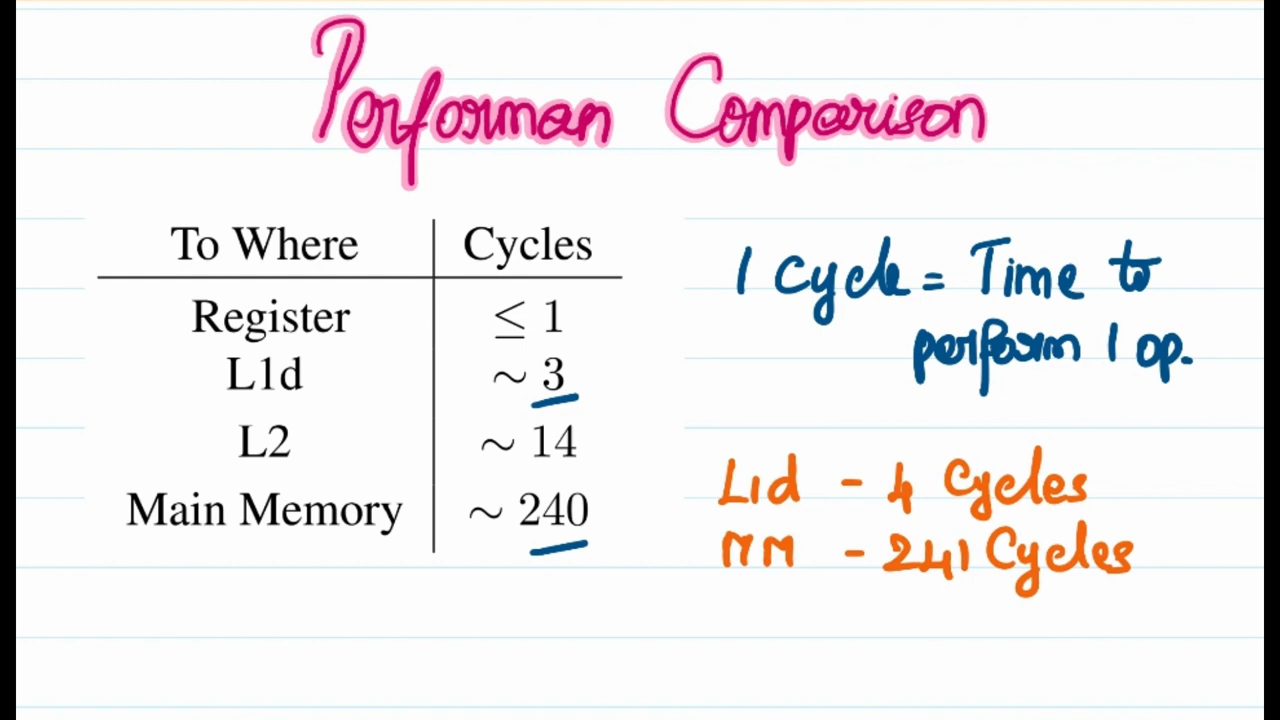 Performan Comparison
To Where Cycles
Register ≤ 1
L1d ~ 3
L2 ~ 14
Main Memory ~ 240
1 Cycle = Time to
perform 1 op.
L1d - 4 Cycles
MM - 241 Cycles